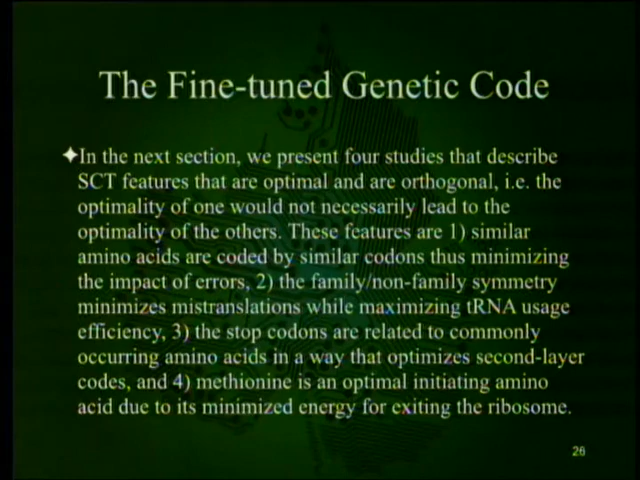 The Fine-tuned Genetic Code
✦In the next section, we present four studies that describe
SCT features that are optimal and are orthogonal, i.e. the
optimality of one would not necessarily lead to the
optimality of the others. These features are 1) similar
amino acids are coded by similar codons thus minimizing
the impact of errors, 2) the family/non-family symmetry
minimizes mistranslations while maximizing tRNA usage
efficiency, 3) the stop codons are related to commonly
occurring amino acids in a way that optimizes second-layer
codes, and 4) methionine is an optimal initiating amino
acid due to its minimized energy for exiting the ribosome.
26